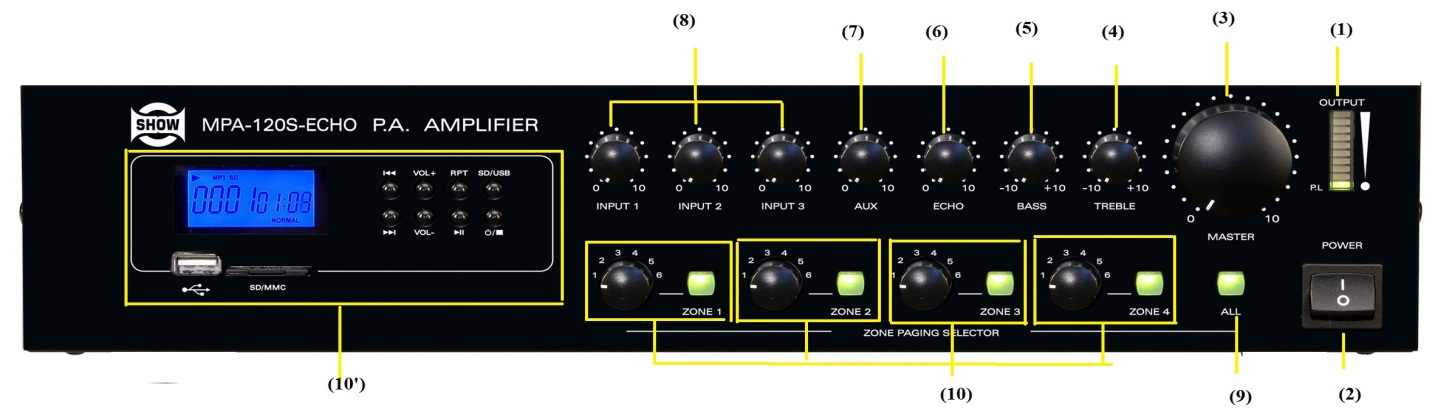 (8) (7) (6) (5) (4) (3) (1)
OUTPUT
SHOW MPA-120S-ECHO P.A. AMPLIFIER
MP3 SD
0001 01:08
NORMAL
VOL+ RPT SD/USB
VOL-
SD/MMC
0 10 0 10 0 10 0 10 0 10 -10 +10 -10 +10
INPUT 1 INPUT 2 INPUT 3 AUX ECHO BASS TREBLE
0 10
MASTER
P.L
POWER
1 2 3 4 5 6
ZONE 1
1 2 3 4 5 6
ZONE 2
1 2 3 4 5 6
ZONE 3
1 2 3 4 5 6
ZONE 4
ALL
I
O
ZONE PAGING SELECTOR
(10') (10) (9) (2)